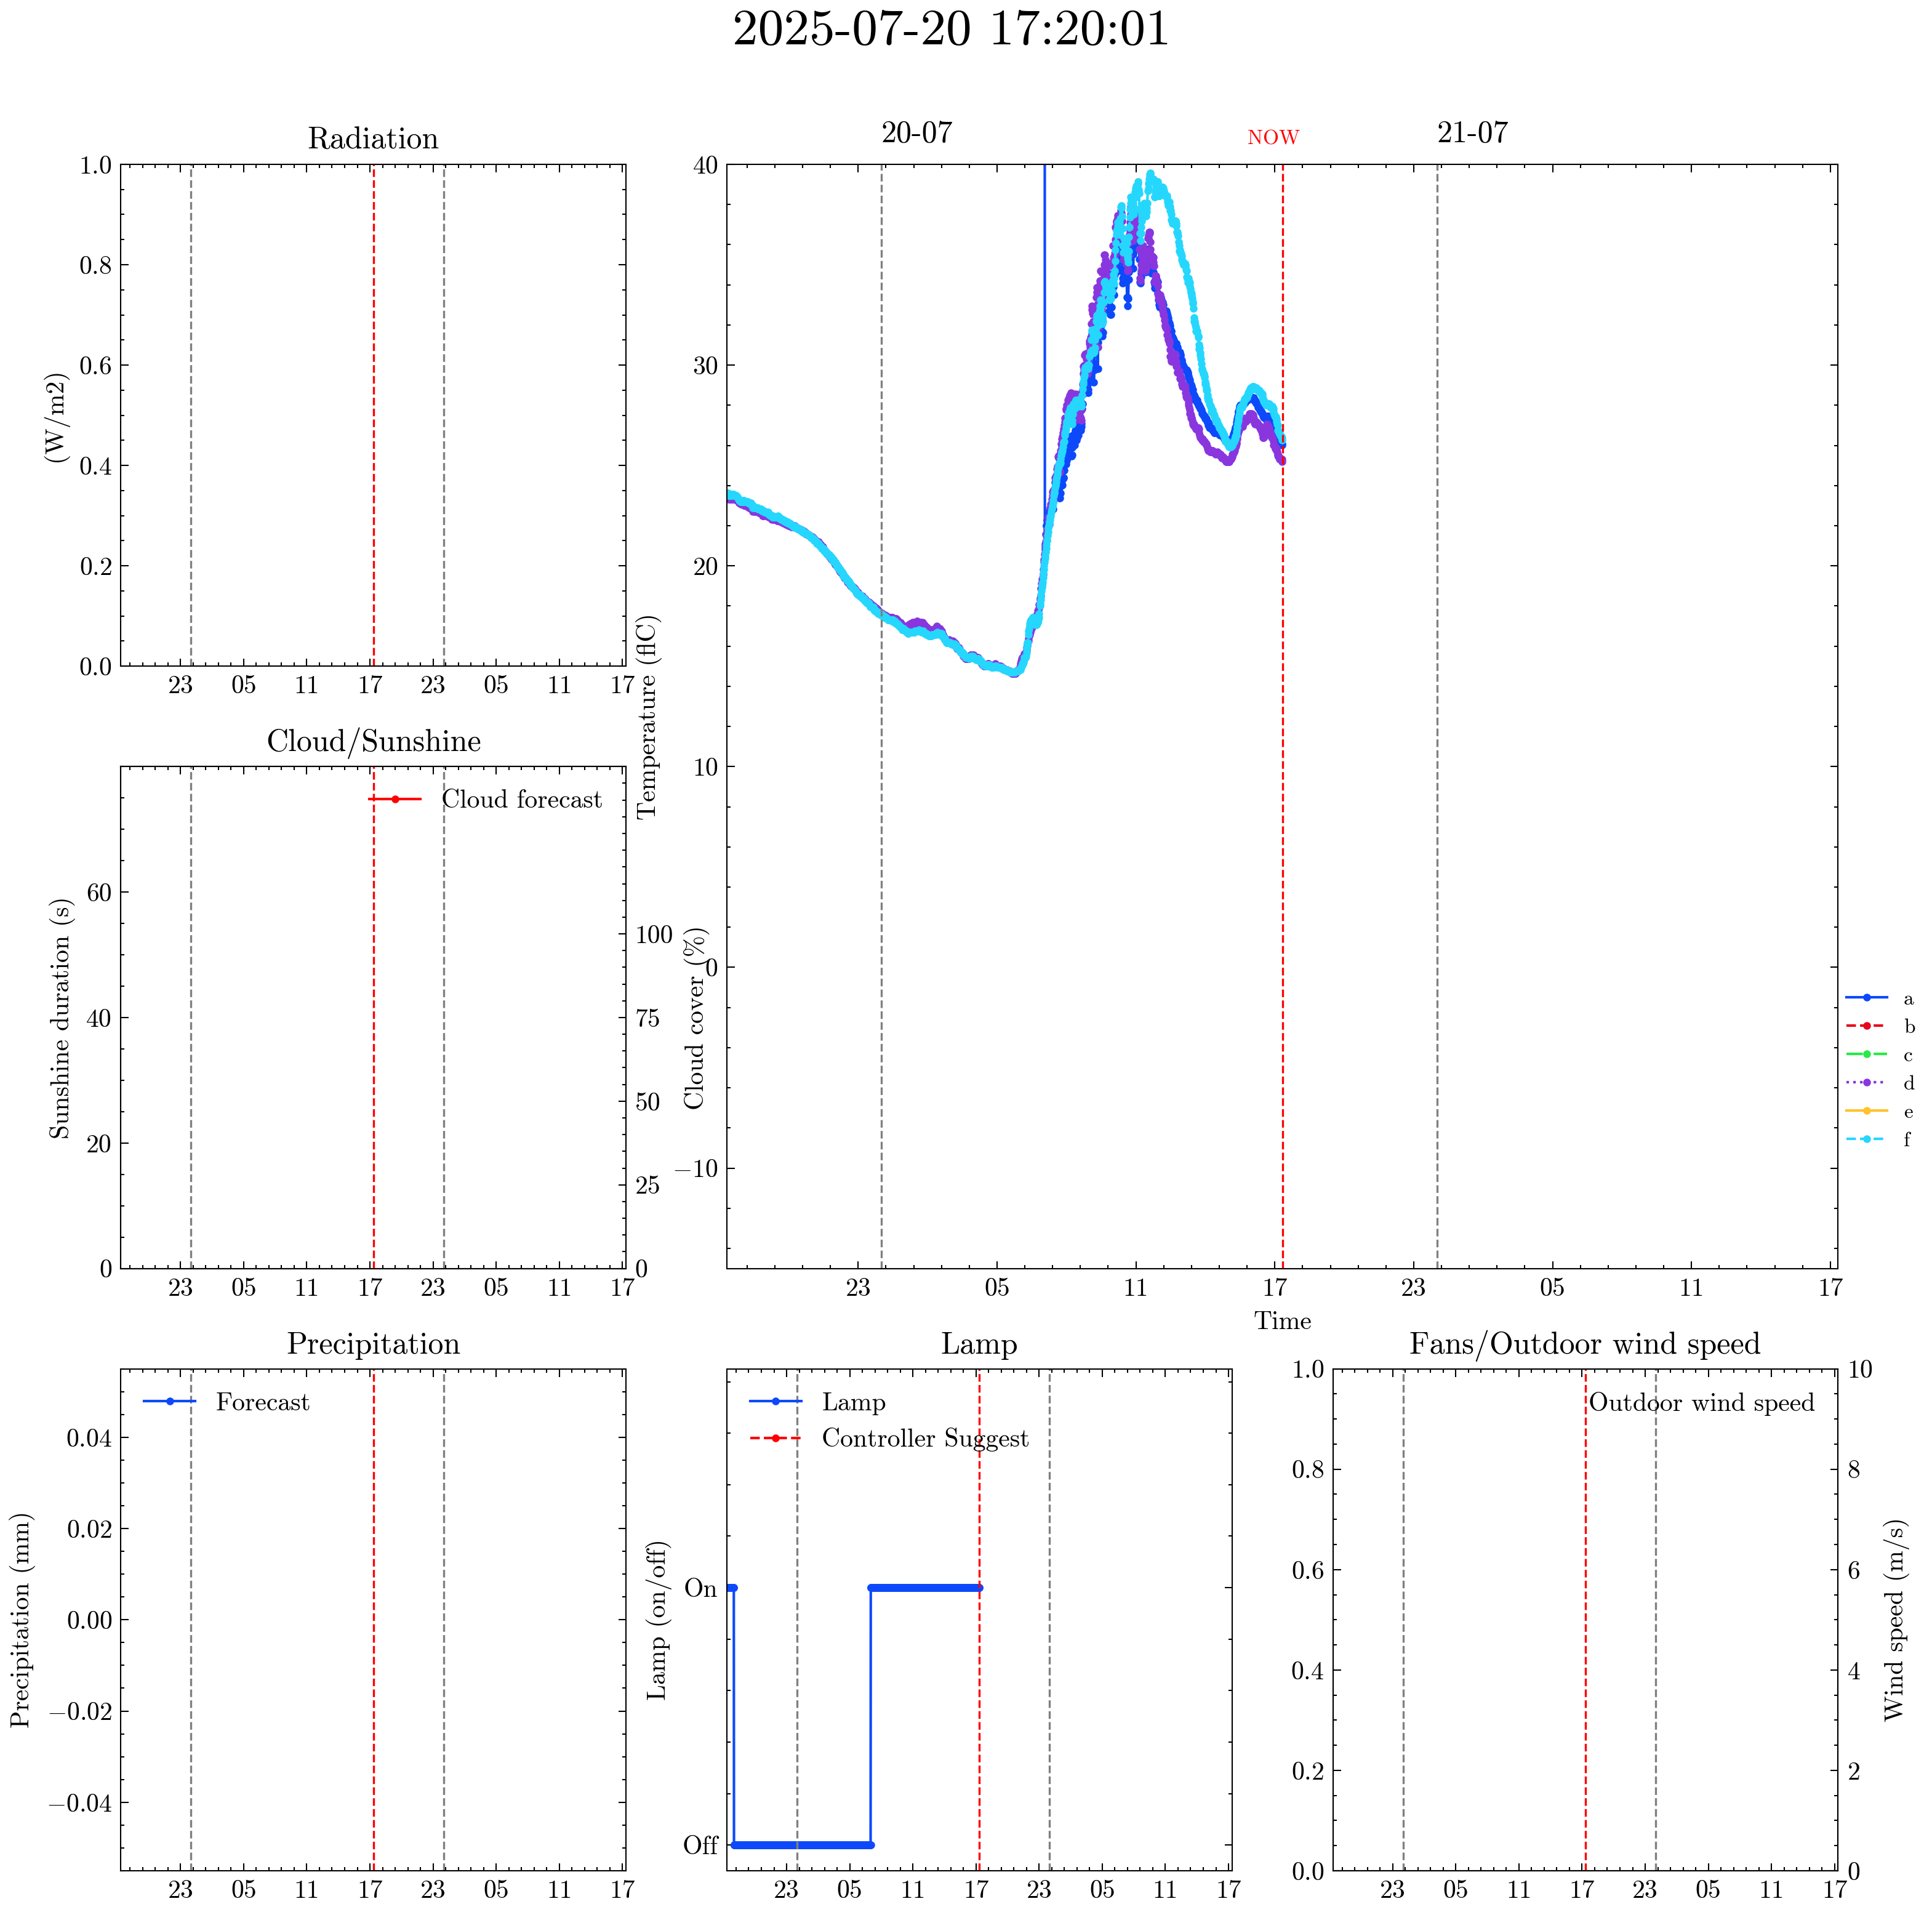 2025-07-20 17:20:01
Radiation
1.0
0.8
0.6
0.4
0.2
0.0
(W/m2)
23 05 11 17 23 05 11 17
20-07 NOW 21-07
40
30
20
10
0
−10
Temperature (flC)
23 05 11 17 23 05 11 17
Time
a
b
c
d
e
f
Cloud/Sunshine
Cloud forecast
60
40
20
0
Sunshine duration (s)
100
75
50
25
0
Cloud cover (%)
23 05 11 17 23 05 11 17
Precipitation
Forecast
0.04
0.02
0.00
−0.02
−0.04
Precipitation (mm)
23 05 11 17 23 05 11 17
Lamp
Lamp
Controller Suggest
On
Off
Lamp (on/off)
23 05 11 17 23 05 11 17
Fans/Outdoor wind speed
Outdoor wind speed
1.0
0.8
0.6
0.4
0.2
0.0
10
8
6
4
2
0
Wind speed (m/s)
23 05 11 17 23 05 11 17